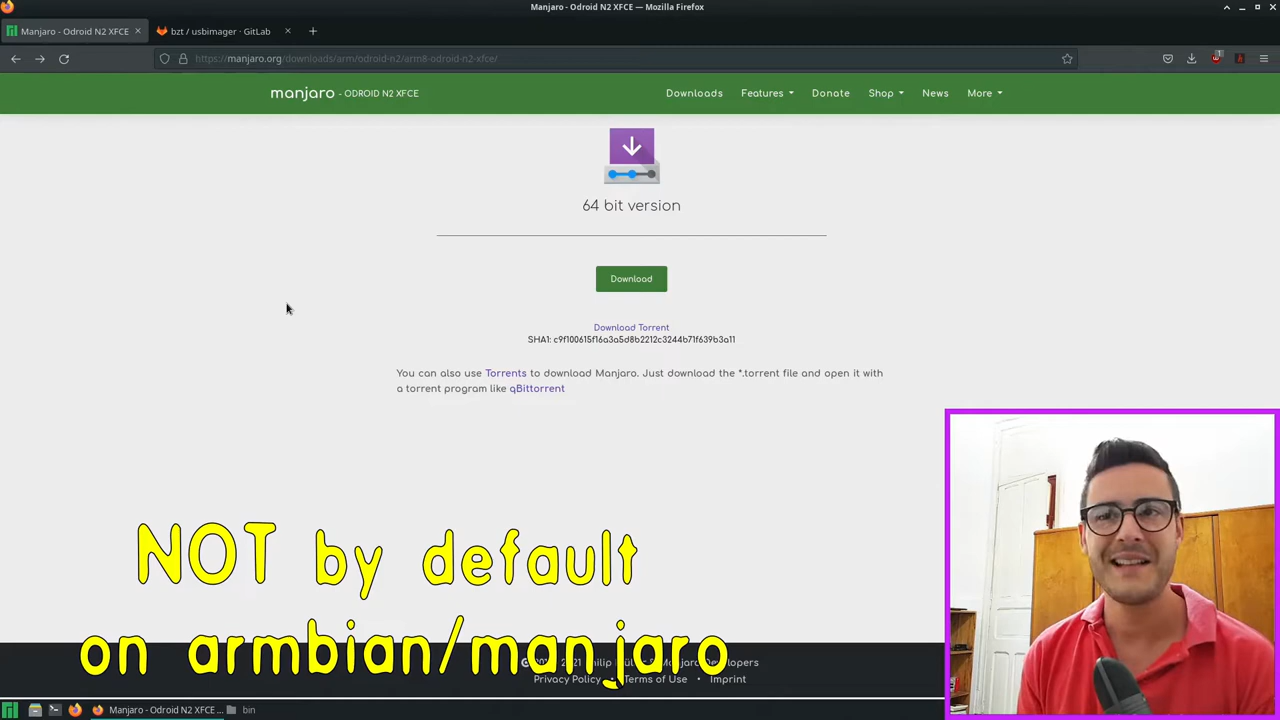 Manjaro - Odroid N2 XFCE — Mozilla Firefox
Manjaro - Odroid N2 XFCE
bzt / usbimager · GitLab
https://manjaro.org/downloads/arm/odroid-n2/arm8-odroid-n2-xfce/
1
manjaro - ODROID N2 XFCE
Downloads Features Donate Shop News More
64 bit version
Download
Download Torrent
SHA1: c9f100615f16a3a5d8b2212c3244b71f639b3a11
You can also use Torrents to download Manjaro. Just download the *.torrent file and open it with
a torrent program like qBittorrent
NOT by default
on armbian/manjaro
Developers
Privacy Policy • Terms of Use • Imprint
Manjaro - Odroid N2 XFCE ...
bin